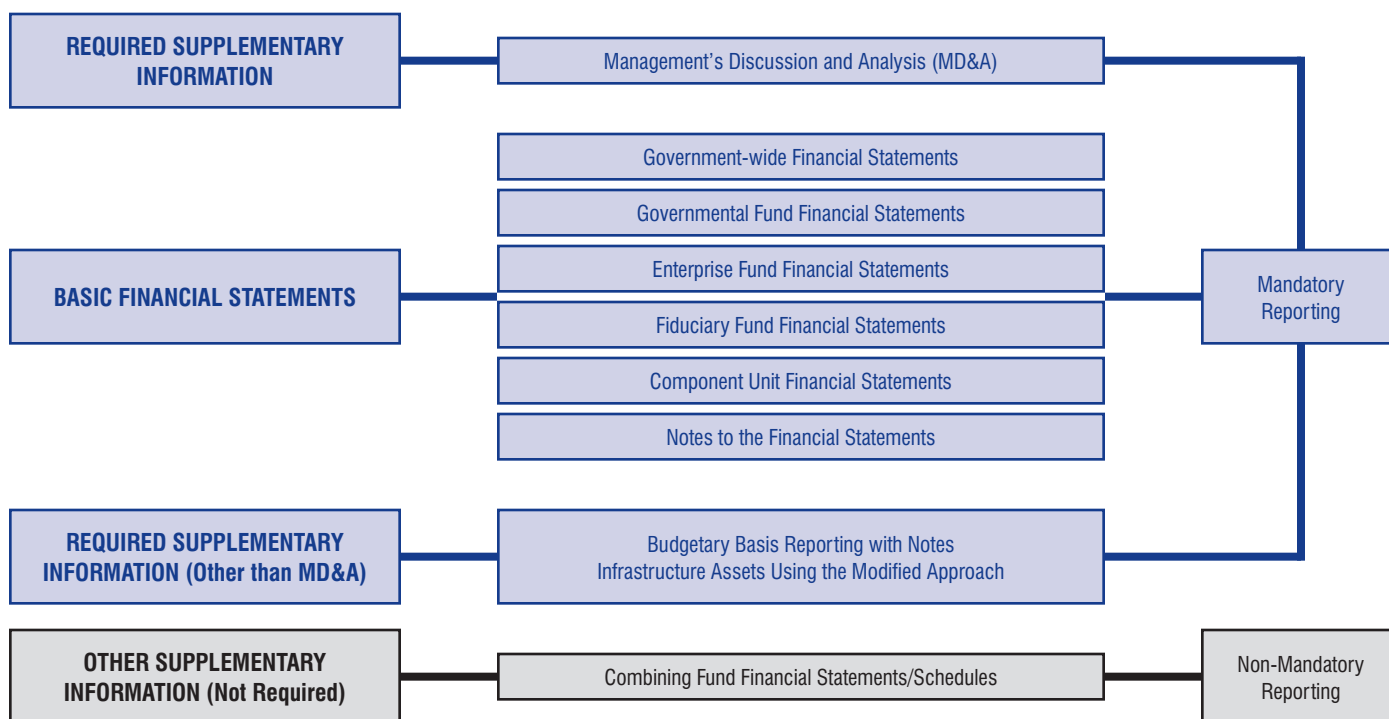 REQUIRED SUPPLEMENTARY
INFORMATION
Management’s Discussion and Analysis (MD&A)
Government-wide Financial Statements
Governmental Fund Financial Statements
BASIC FINANCIAL STATEMENTS
Enterprise Fund Financial Statements
Fiduciary Fund Financial Statements
Component Unit Financial Statements
Notes to the Financial Statements
Mandatory
Reporting
REQUIRED SUPPLEMENTARY
INFORMATION (Other than MD&A)
Budgetary Basis Reporting with Notes
Infrastructure Assets Using the Modified Approach
OTHER SUPPLEMENTARY
INFORMATION (Not Required)
Combining Fund Financial Statements/Schedules
Non-Mandatory
Reporting